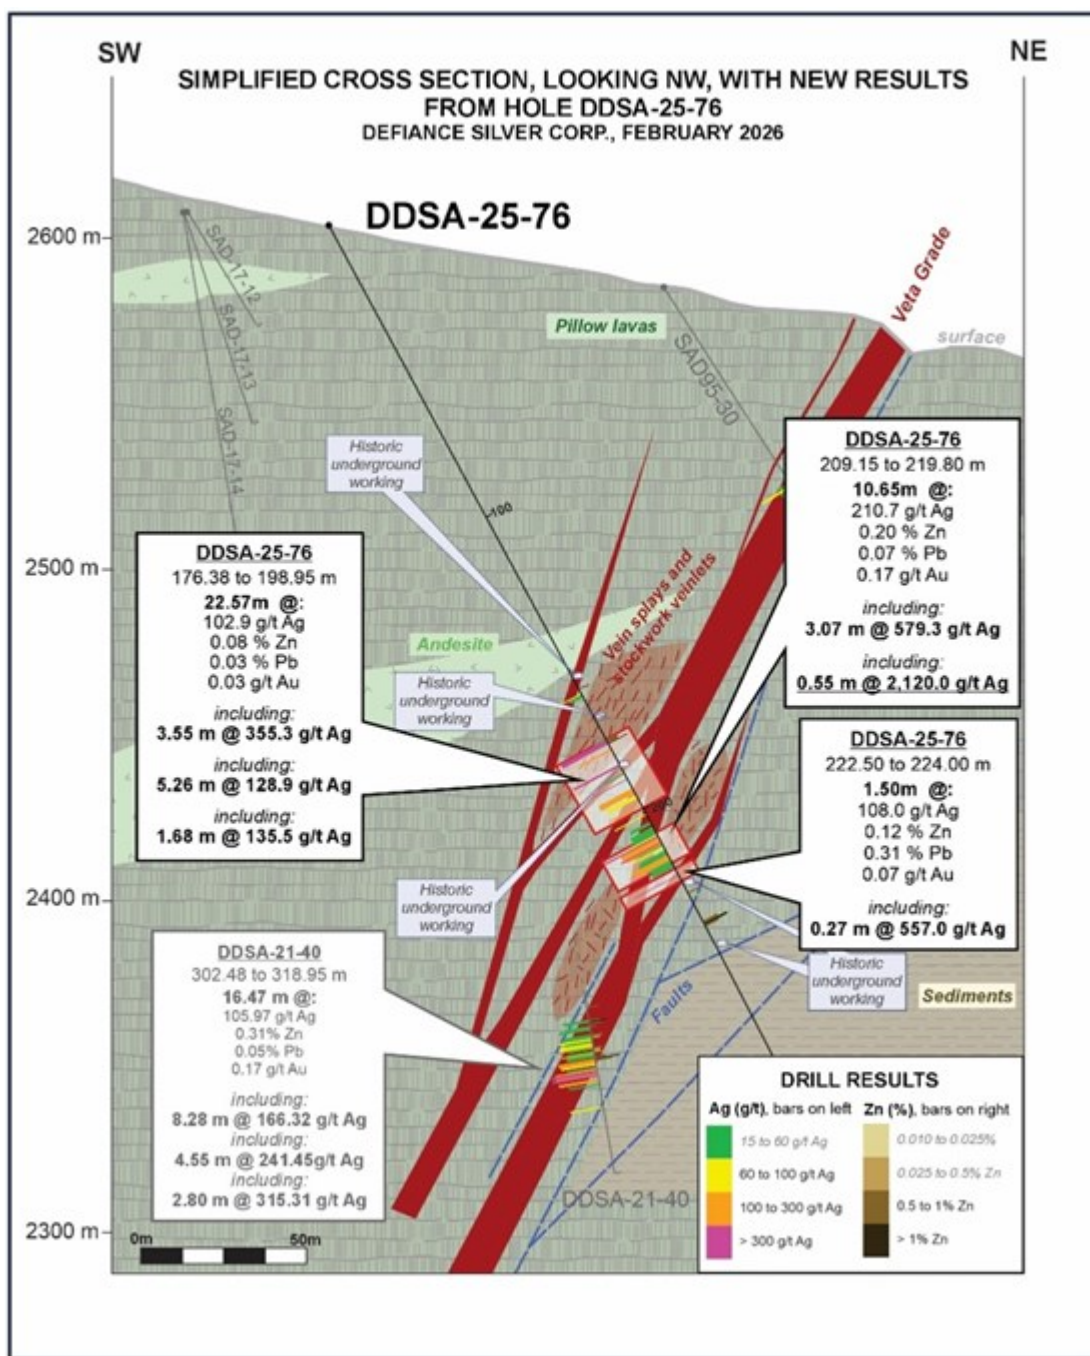 SW
NE
SIMPLIFIED CROSS SECTION, LOOKING NW, WITH NEW RESULTS
FROM HOLE DDSA-25-76
DEFIANCE SILVER CORP., FEBRUARY 2026
DDSA-25-76
2600 m
2500 m
2400 m
2300 m
SAD-17-12
SAD-17-13
SAD-17-14
SAD95-30
Veta Grade
surface
Pillow lavas
Historic
underground
working
100
Vein splays and
stockwork veinlets
Andesite
Historic
underground
working
DDSA-25-76
176.38 to 198.95 m
22.57m @:
102.9 g/t Ag
0.08 % Zn
0.03 % Pb
0.03 g/t Au
including:
3.55 m @ 355.3 g/t Ag
including:
5.26 m @ 128.9 g/t Ag
including:
1.68 m @ 135.5 g/t Ag
DDSA-25-76
209.15 to 219.80 m
10.65m @:
210.7 g/t Ag
0.20 % Zn
0.07 % Pb
0.17 g/t Au
including:
3.07 m @ 579.3 g/t Ag
including:
0.55 m @ 2,120.0 g/t Ag
DDSA-25-76
222.50 to 224.00 m
1.50m @:
108.0 g/t Ag
0.12 % Zn
0.31 % Pb
0.07 g/t Au
including:
0.27 m @ 557.0 g/t Ag
Historic
underground
working
Historic
underground
working
Sediments
Faults
DDSA-21-40
302.48 to 318.95 m
16.47 m @:
105.97 g/t Ag
0.31% Zn
0.05% Pb
0.17 g/t Au
including:
8.28 m @ 166.32 g/t Ag
including:
4.55 m @ 241.45g/t Ag
including:
2.80 m @ 315.31 g/t Ag
DDSA-21-40
0m
50m
DRILL RESULTS
Ag (g/t), bars on left
Zn (%), bars on right
15 to 60 g/t Ag
0.010 to 0.025%
60 to 100 g/t Ag
0.025 to 0.5% Zn
100 to 300 g/t Ag
0.5 to 1% Zn
> 300 g/t Ag
> 1% Zn